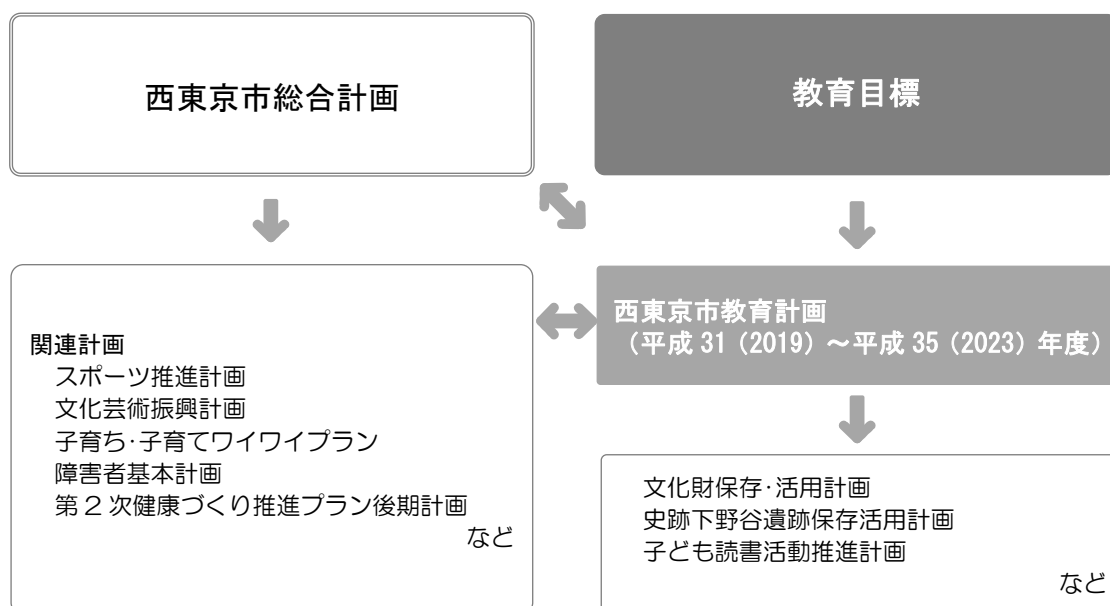 西東京市総合計画
教育目標
関連計画
スポーツ推進計画
文化芸術振興計画
子育ち・子育てワイワイプラン
障害者基本計画
第2次健康づくり推進プラン後期計画
など
西東京市教育計画
（平成 31（2019）～平成 35（2023）年度）
文化財保存・活用計画
史跡下野谷遺跡保存活用計画
子ども読書活動推進計画
など